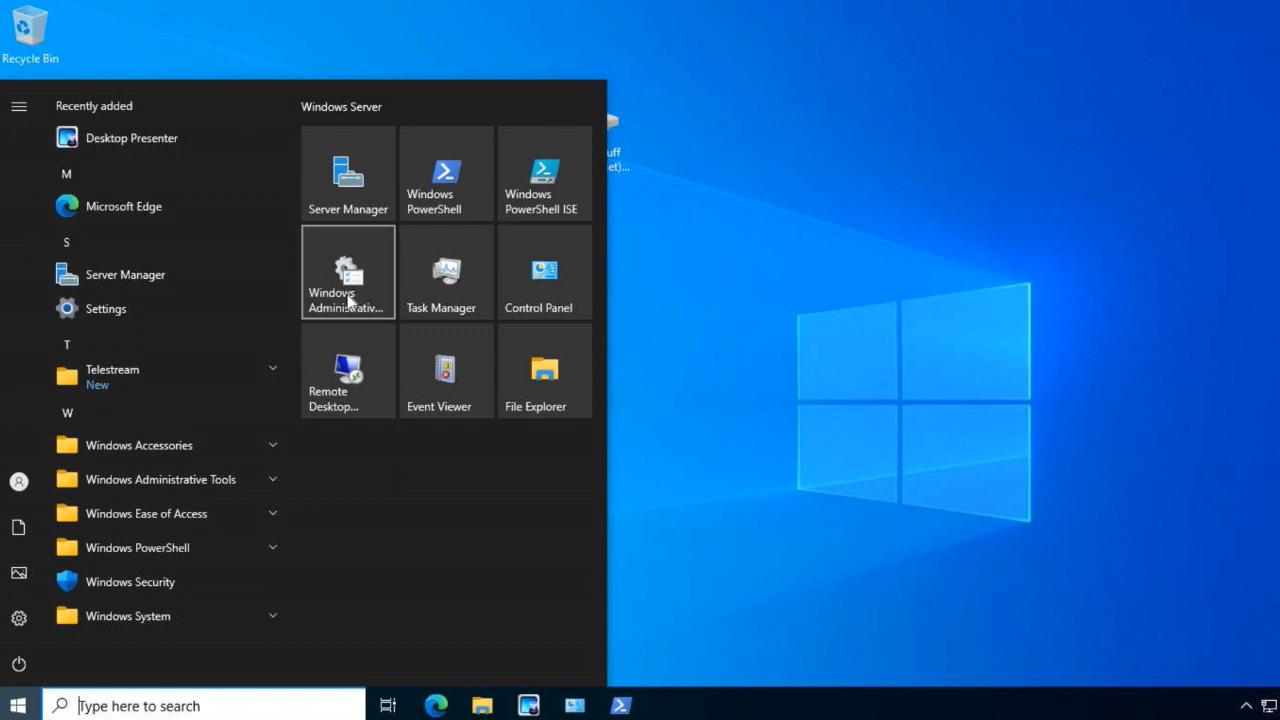 Recycle Bin
Recently added
Desktop Presenter
M
Microsoft Edge
S
Server Manager
Settings
T
Telestream
New
W
Windows Accessories
Windows Administrative Tools
Windows Ease of Access
Windows PowerShell
Windows Security
Windows System
Windows Server
Server Manager
Windows
PowerShell
Windows
PowerShell ISE
Windows
Administrativ...
Task Manager
Control Panel
Remote
Desktop...
Event Viewer
File Explorer
uff
et)...
Type here to search